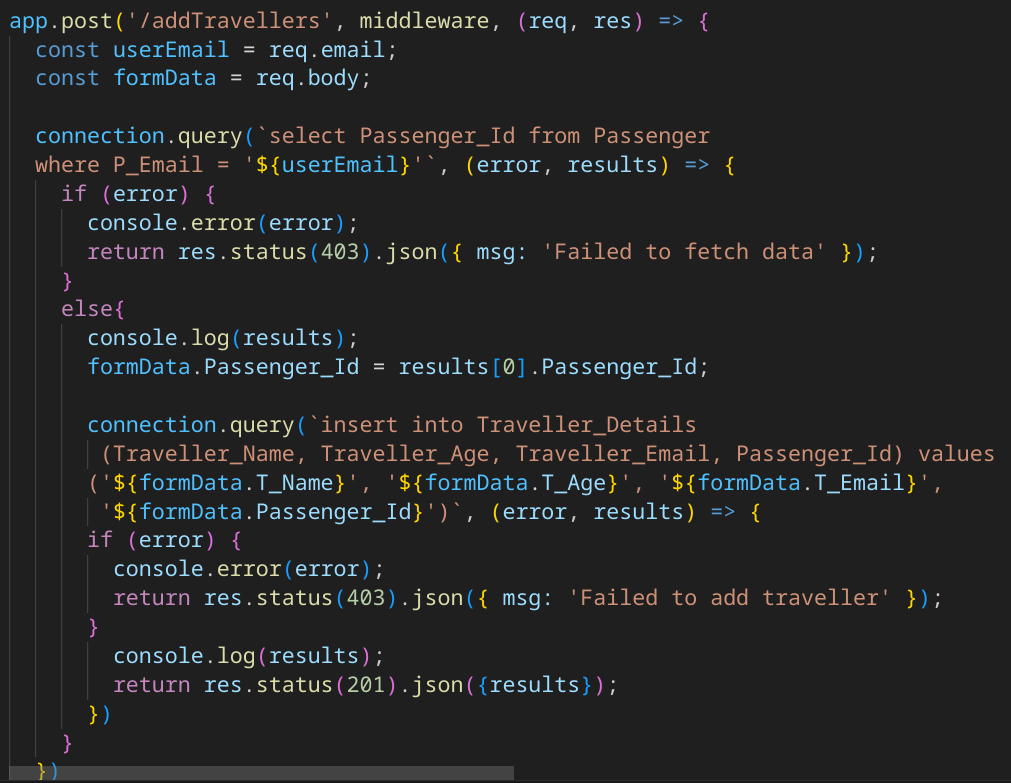 app.post('/addTravellers', middleware, (req, res) => {
const userEmail = req.email;
const formData = req.body;
connection.query(`select Passenger_Id from Passenger
where P_Email = '${userEmail}'`, (error, results) => {
if (error) {
console.error(error);
return res.status(403).json({ msg: 'Failed to fetch data' });
}
else{
console.log(results);
formData.Passenger_Id = results[0].Passenger_Id;
connection.query(`insert into Traveller_Details
(Traveller_Name, Traveller_Age, Traveller_Email, Passenger_Id) values
('${formData.T_Name}', '${formData.T_Age}', '${formData.T_Email}',
'${formData.Passenger_Id}')`, (error, results) => {
if (error) {
console.error(error);
return res.status(403).json({ msg: 'Failed to add traveller' });
}
console.log(results);
return res.status(201).json({results});
})
}
})